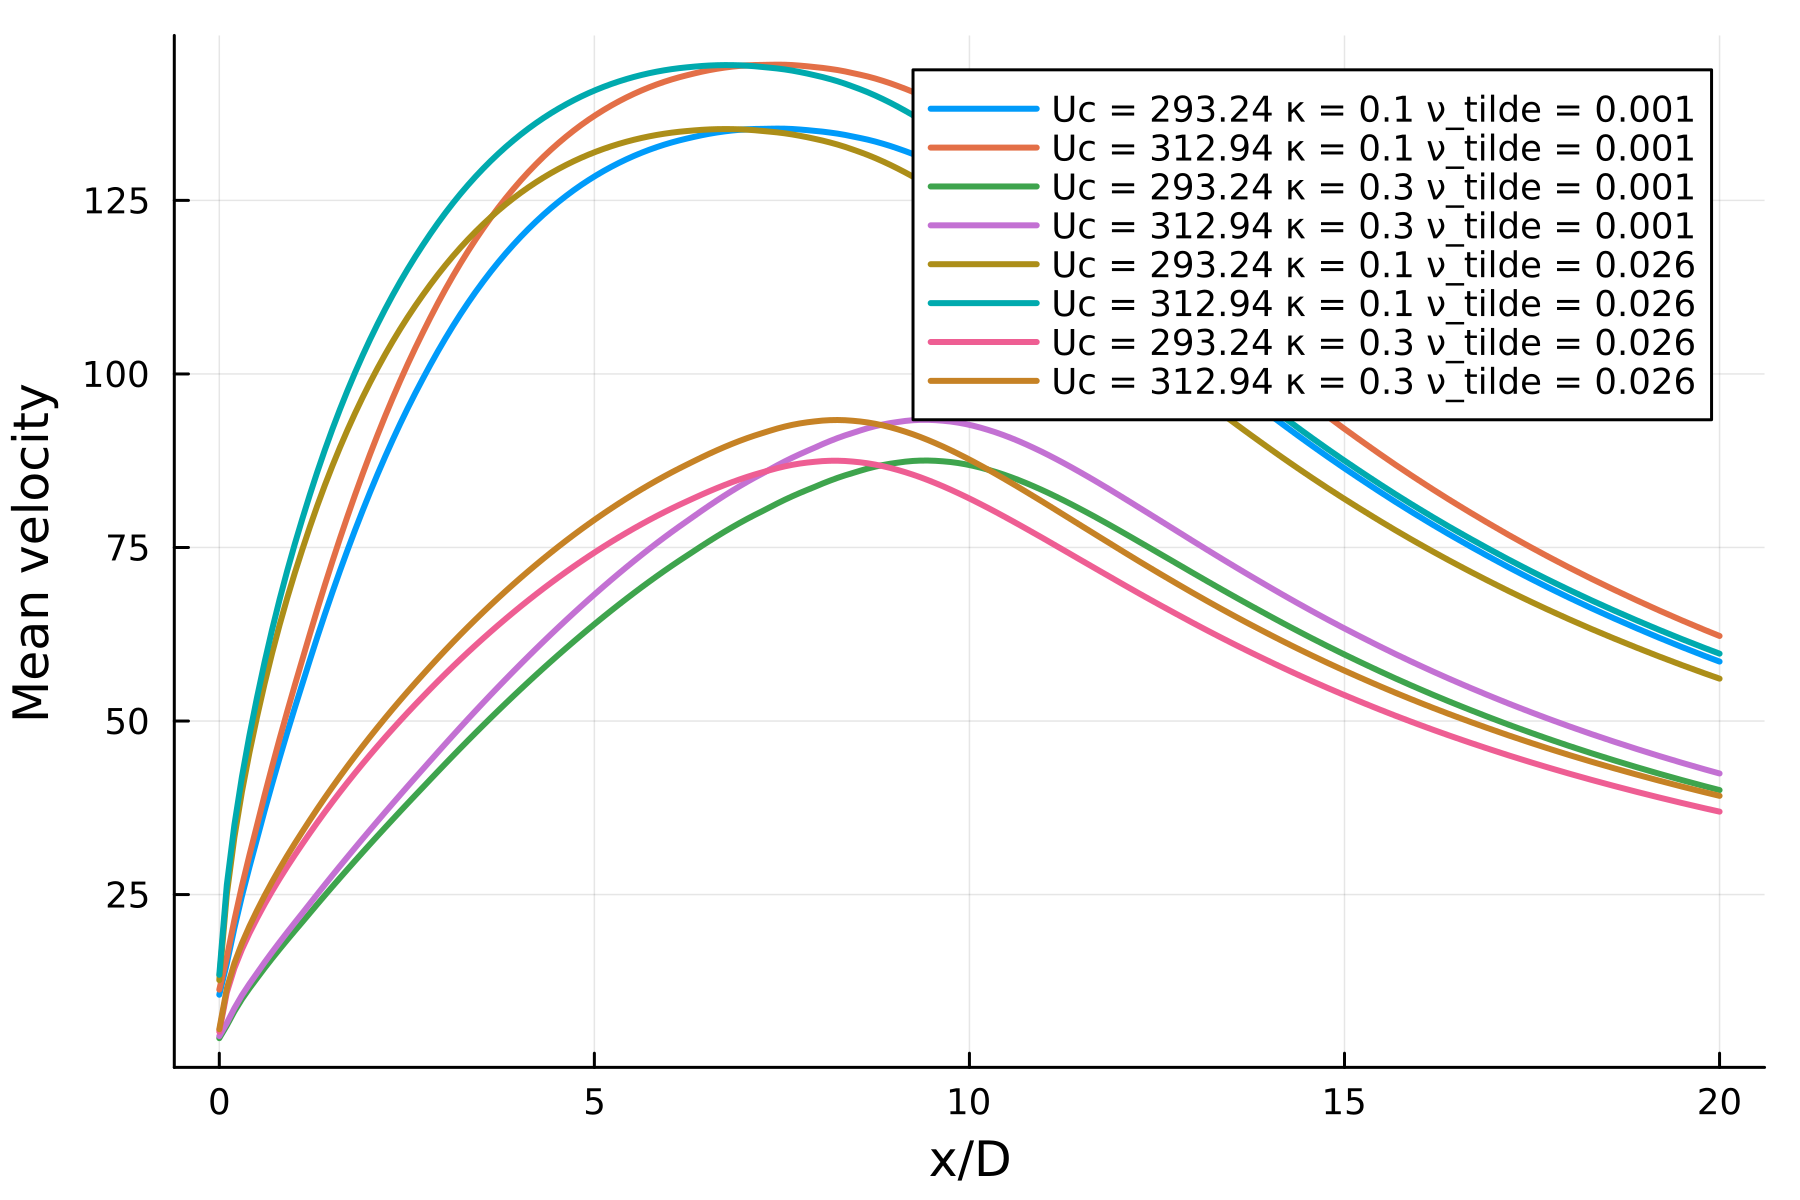 Mean velocity
125
100
75
50
25
Uc = 293.24 κ = 0.1 ν_tilde = 0.001
Uc = 312.94 κ = 0.1 ν_tilde = 0.001
Uc = 293.24 κ = 0.3 ν_tilde = 0.001
Uc = 312.94 κ = 0.3 ν_tilde = 0.001
Uc = 293.24 κ = 0.1 ν_tilde = 0.026
Uc = 312.94 κ = 0.1 ν_tilde = 0.026
Uc = 293.24 κ = 0.3 ν_tilde = 0.026
Uc = 312.94 κ = 0.3 ν_tilde = 0.026
0 5 10 15 20
x/D